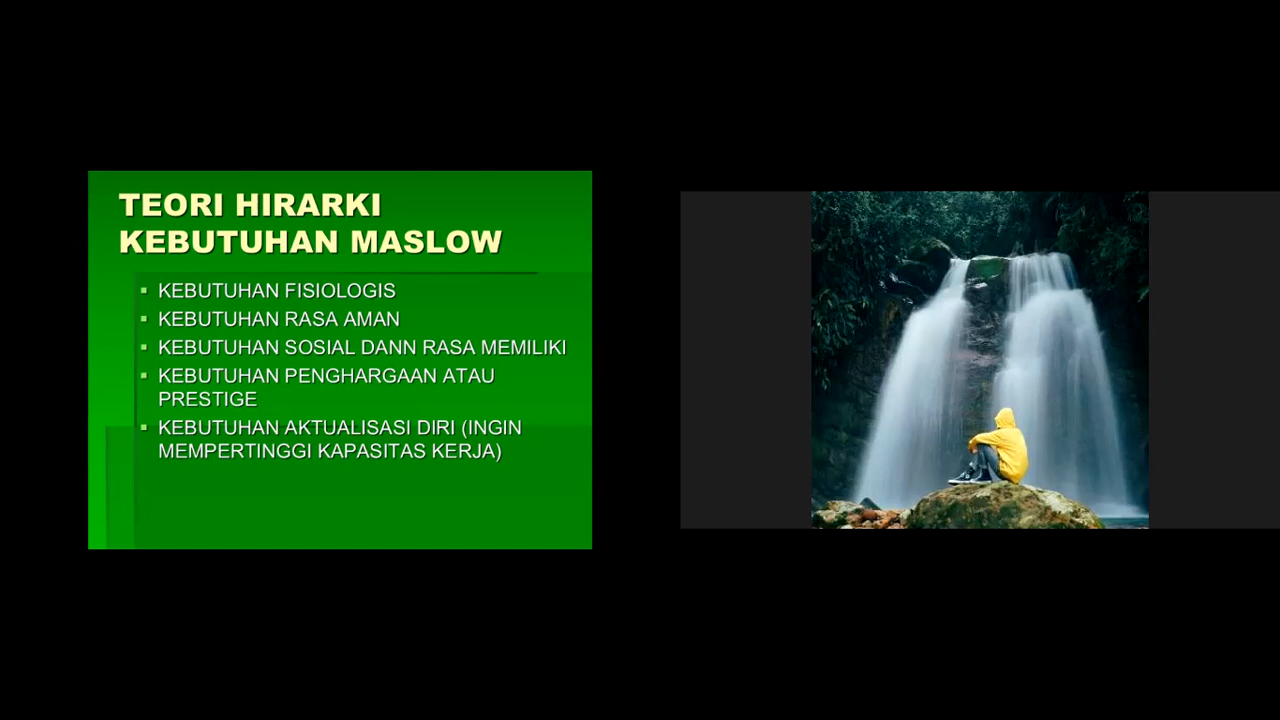 TEORI HIRARKI
KEBUTUHAN MASLOW
KEBUTUHAN FISIOLOGIS
KEBUTUHAN RASA AMAN
KEBUTUHAN SOSIAL DANN RASA MEMILIKI
KEBUTUHAN PENGHARGAAN ATAU
PRESTIGE
KEBUTUHAN AKTUALISASI DIRI (INGIN
MEMPERTINGGI KAPASITAS KERJA)